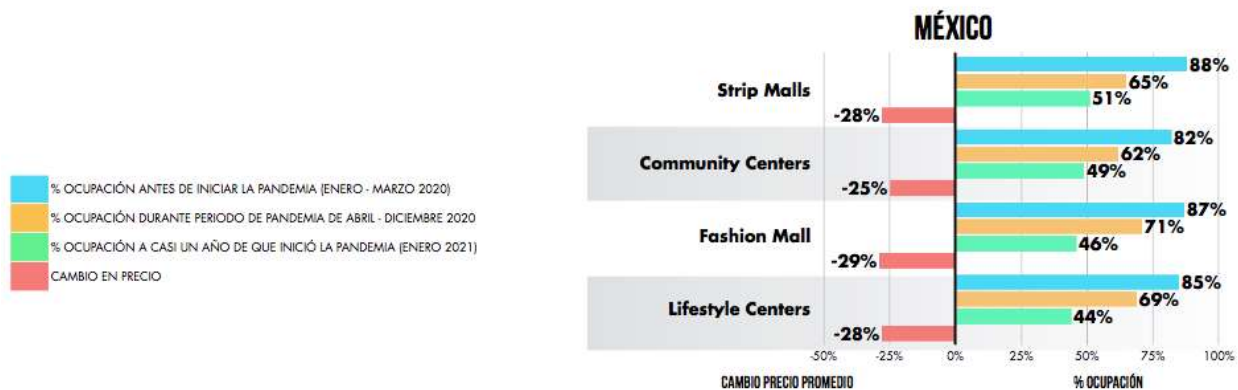 MÉXICO
% OCUPACIÓN ANTES DE INICIAR LA PANDEMIA (ENERO - MARZO 2020)
% OCUPACIÓN DURANTE PERIODO DE PANDEMIA DE ABRIL - DICIEMBRE 2020
% OCUPACIÓN A CASI UN AÑO DE QUE INICIÓ LA PANDEMIA (ENERO 2021)
CAMBIO EN PRECIO
Strip Malls
88%
65%
51%
-28%
Community Centers
82%
62%
49%
-25%
Fashion Mall
87%
71%
46%
-29%
Lifestyle Centers
85%
69%
44%
-28%
-50% -25% 0% 25% 50% 75% 100%
CAMBIO PRECIO PROMEDIO % OCUPACIÓN